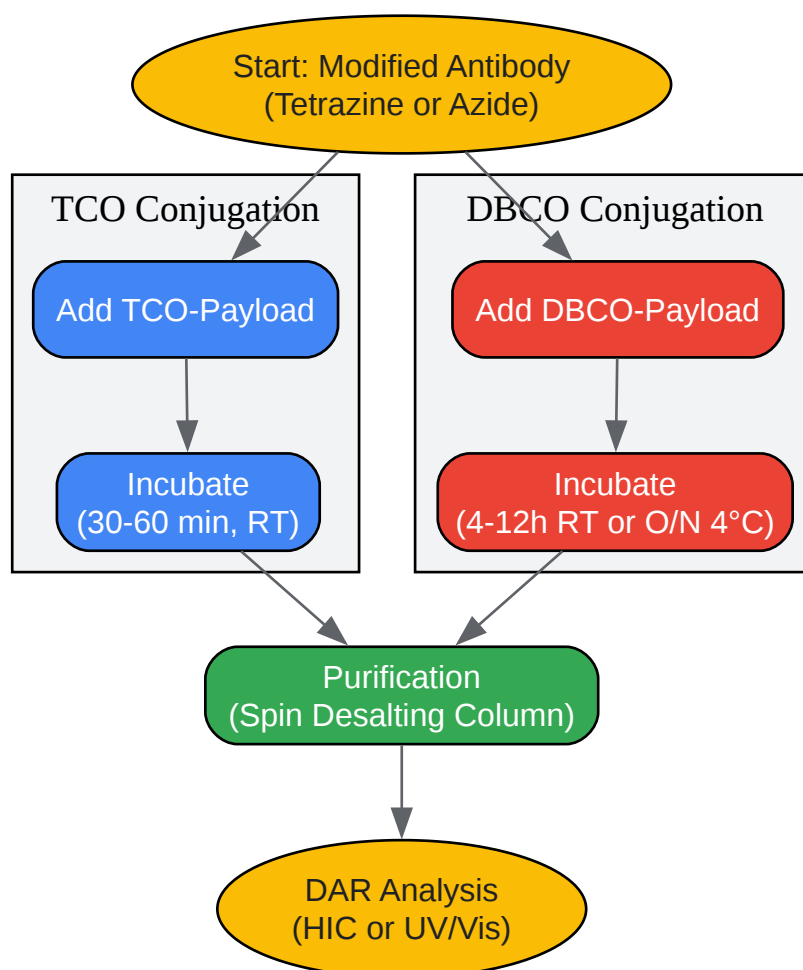 Start: Modified Antibody
(Tetrazine or Azide)
TCO Conjugation
Add TCO-Payload
Incubate
(30-60 min, RT)
DBCO Conjugation
Add DBCO-Payload
Incubate
(4-12h RT or O/N 4°C)
Purification
(Spin Desalting Column)
DAR Analysis
(HIC or UV/Vis)